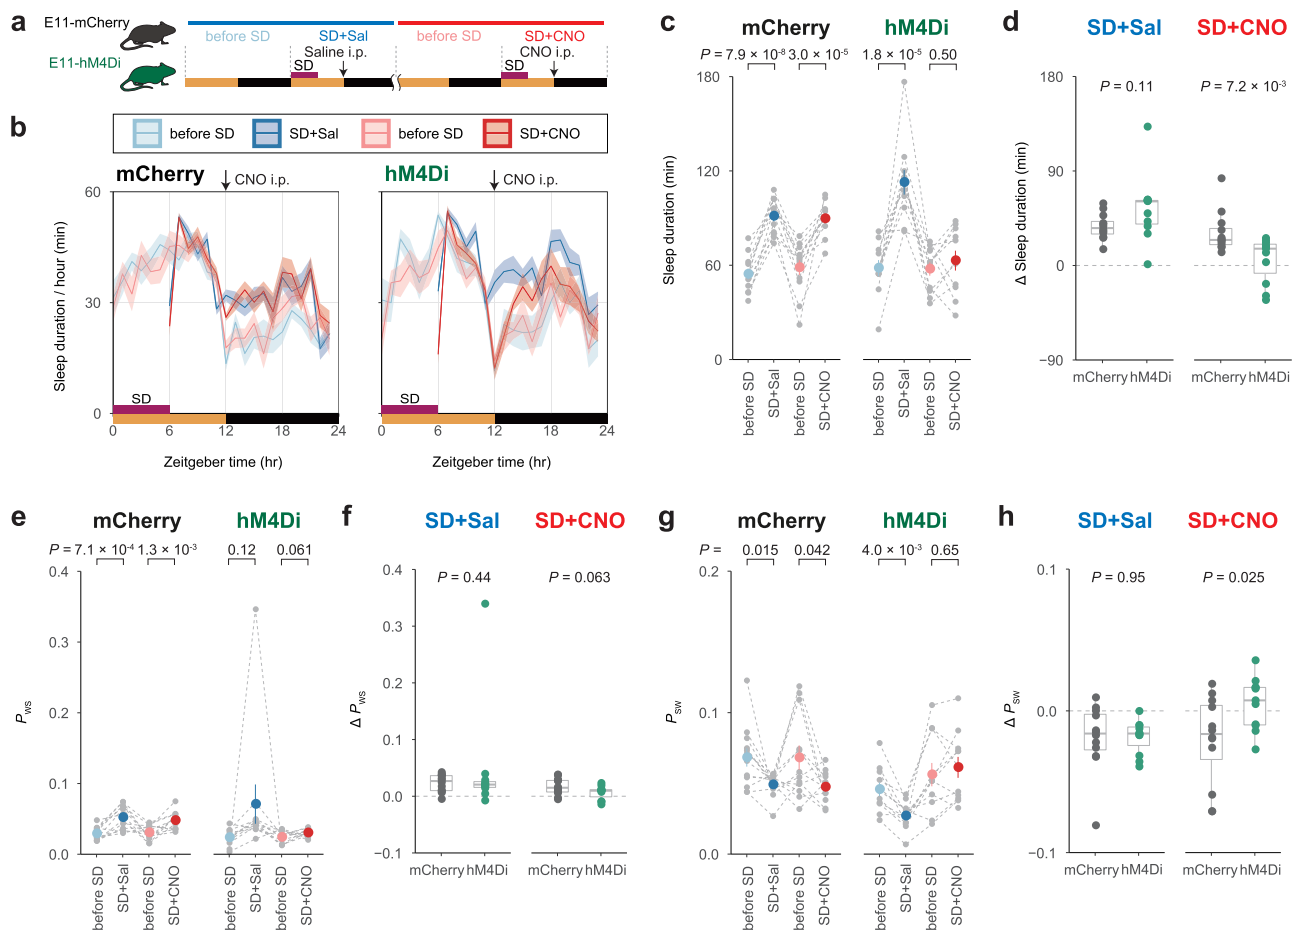 a
E11-mCherry
E11-hM4Di
before SD
SD+Sal
before SD
SD+CNO
Saline i.p.
CNO i.p.
SD
SD
b
before SD
SD+Sal
before SD
SD+CNO
mCherry
CNO i.p.
hM4Di
CNO i.p.
Sleep duration / hour (min)
60
30
0
SD
SD
0 6 12 18 24
0 6 12 18 24
Zeitgeber time (hr)
Zeitgeber time (hr)
c
mCherry
hM4Di
P = 7.9 × 10-8 3.0 × 10-5
1.8 × 10-5 0.50
Sleep duration (min)
180
120
60
0
before SD
SD+Sal
before SD
SD+CNO
before SD
SD+Sal
before SD
SD+CNO
d
SD+Sal
SD+CNO
P = 0.11
P = 7.2 × 10-3
Δ Sleep duration (min)
180
90
0
−90
mCherry hM4Di
mCherry hM4Di
e
mCherry
hM4Di
P = 7.1 × 10-4 1.3 × 10-3
0.12 0.061
Pws
0.4
0.3
0.2
0.1
0.0
before SD
SD+Sal
before SD
SD+CNO
before SD
SD+Sal
before SD
SD+CNO
f
SD+Sal
SD+CNO
P = 0.44
P = 0.063
Δ Pws
0.4
0.3
0.2
0.1
0.0
−0.1
mCherry hM4Di
mCherry hM4Di
g
mCherry
hM4Di
P = 0.015 0.042
4.0 × 10-3 0.65
Psw
0.2
0.1
0.0
before SD
SD+Sal
before SD
SD+CNO
before SD
SD+Sal
before SD
SD+CNO
h
SD+Sal
SD+CNO
P = 0.95
P = 0.025
Δ Psw
0.1
0.0
−0.1
mCherry hM4Di
mCherry hM4Di